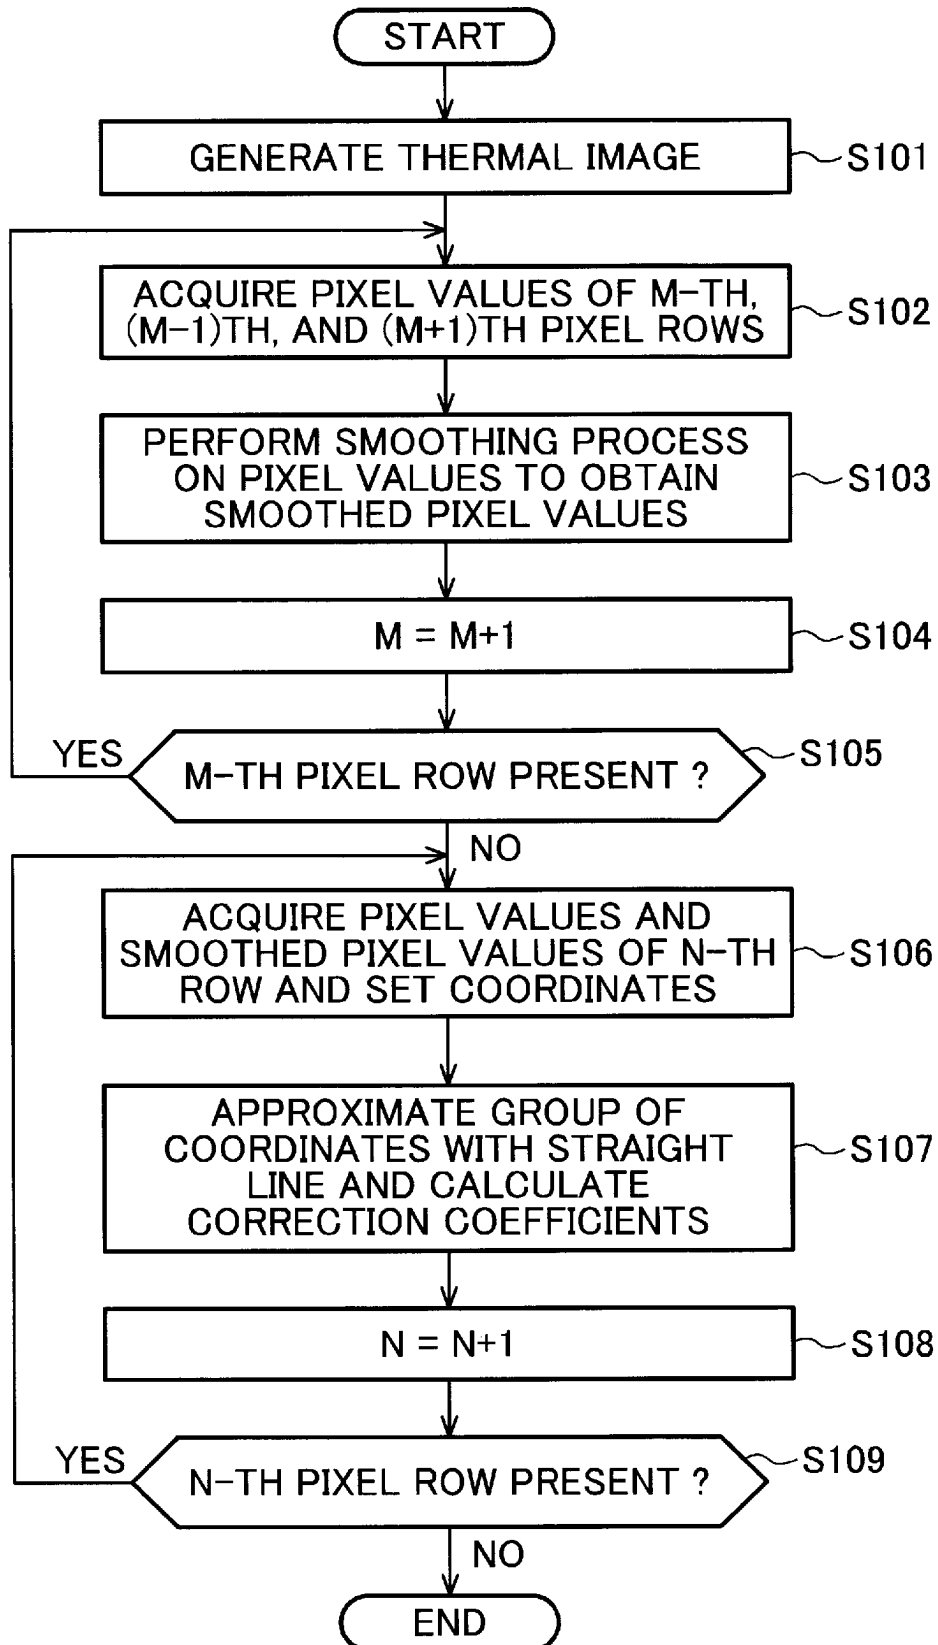 START
GENERATE THERMAL IMAGE
S101
ACQUIRE PIXEL VALUES OF M-TH,
(M-1)TH, AND (M+1)TH PIXEL ROWS
S102
PERFORM SMOOTHING PROCESS
ON PIXEL VALUES TO OBTAIN
SMOOTHED PIXEL VALUES
S103
M = M+1
S104
YES
M-TH PIXEL ROW PRESENT ?
S105
NO
ACQUIRE PIXEL VALUES AND
SMOOTHED PIXEL VALUES OF N-TH
ROW AND SET COORDINATES
S106
APPROXIMATE GROUP OF
COORDINATES WITH STRAIGHT
LINE AND CALCULATE
CORRECTION COEFFICIENTS
S107
N = N+1
S108
YES
N-TH PIXEL ROW PRESENT ?
S109
NO
END